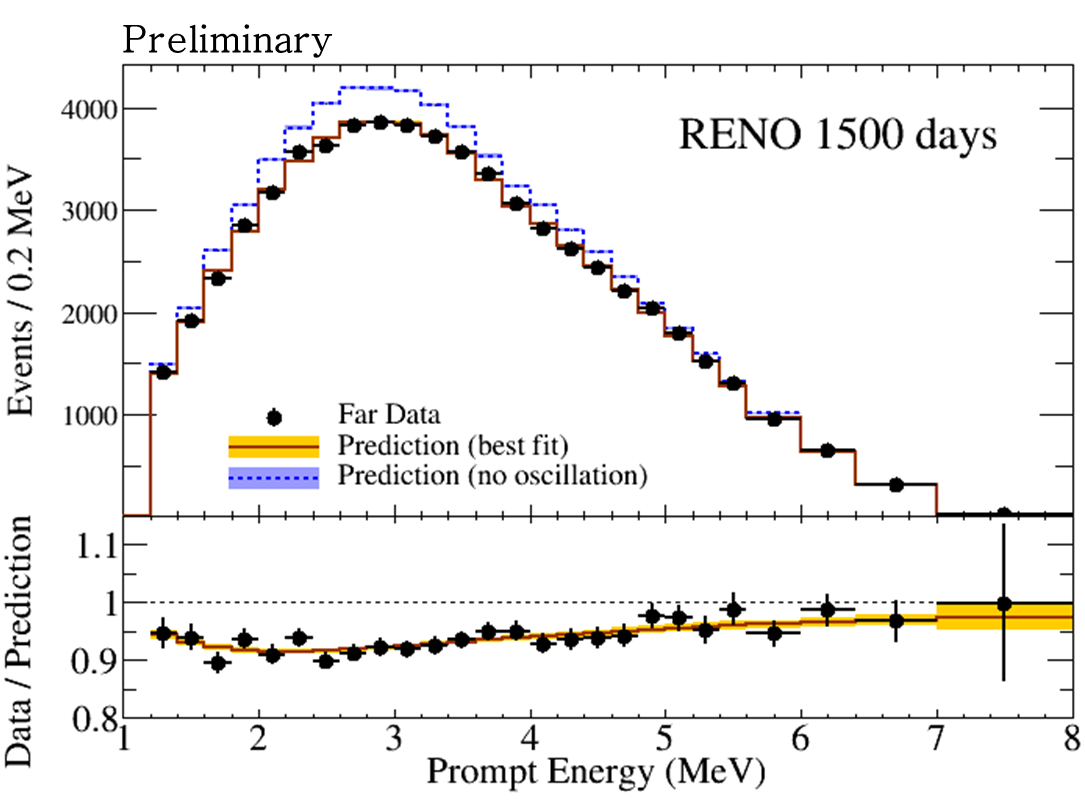 Preliminary
RENO 1500 days
Events / 0.2 MeV
4000
3000
2000
1000
Far Data
Prediction (best fit)
Prediction (no oscillation)
Data / Prediction
1.1
1
0.9
0.8
1 2 3 4 5 6 7 8
Prompt Energy (MeV)